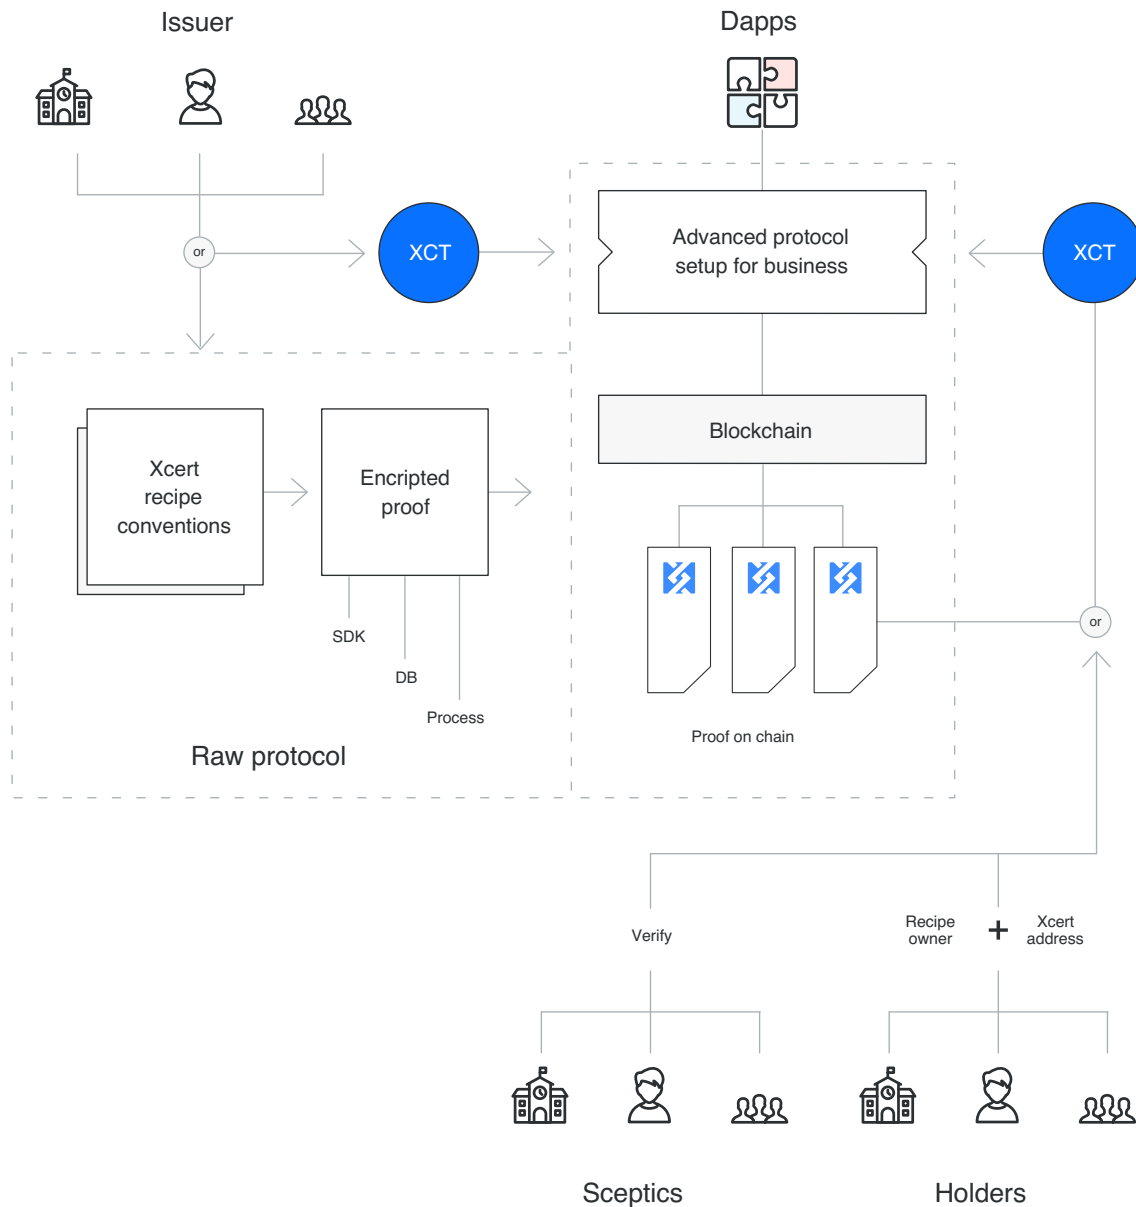 Issuer
Dapps
or
XCT
Advanced protocol
setup for business
XCT
Xcert
recipe
conventions
Encripted
proof
Blockchain
SDK
DB
Process
or
Proof on chain
Raw protocol
Verify
Recipe
owner
+
Xcert
address
Sceptics
Holders